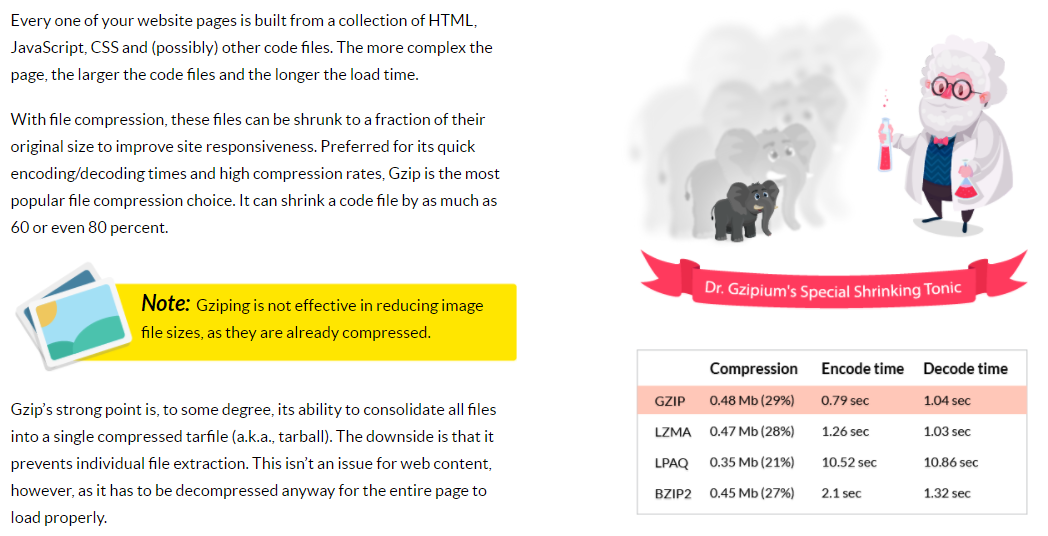 Every one of your website pages is built from a collection of HTML,
JavaScript, CSS and (possibly) other code files. The more complex the
page, the larger the code files and the longer the load time.
With file compression, these files can be shrunk to a fraction of their
original size to improve site responsiveness. Preferred for its quick
encoding/decoding times and high compression rates, Gzip is the most
popular file compression choice. It can shrink a code file by as much as
60 or even 80 percent.
Note: Gziping is not effective in reducing image
file sizes, as they are already compressed.
Gzip’s strong point is, to some degree, its ability to consolidate all files
into a single compressed tarfile (a.k.a., tarball). The downside is that it
prevents individual file extraction. This isn’t an issue for web content,
however, as it has to be decompressed anyway for the entire page to
load properly.
Dr. Gzipium's Special Shrinking Tonic
Compression Encode time Decode time
GZIP 0.48 Mb (29%) 0.79 sec 1.04 sec
LZMA 0.47 Mb (28%) 1.26 sec 1.03 sec
LPAQ 0.35 Mb (21%) 10.52 sec 10.86 sec
BZIP2 0.45 Mb (27%) 2.1 sec 1.32 sec